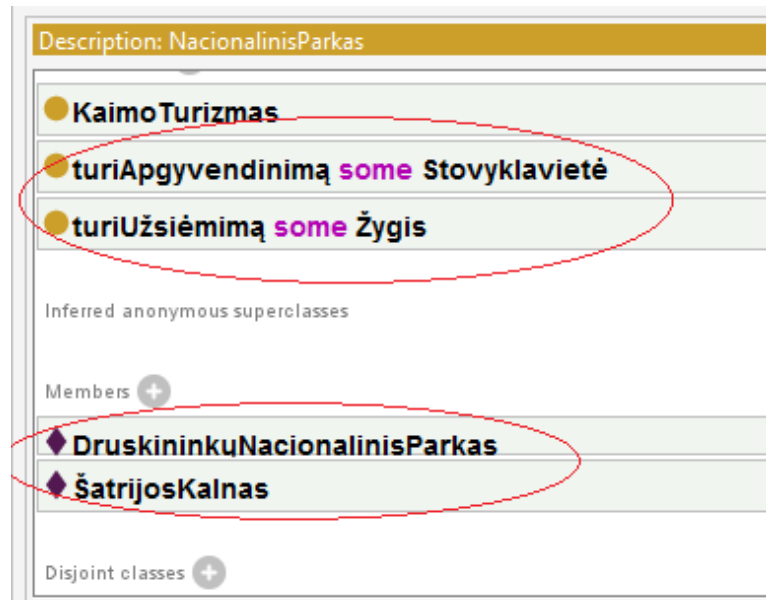 Description: NacionalinisParkas
KaimoTurizmas
turiApgyvendinimą some Stovyklavietė
turiUžsiėmimą some Žygis
Inferred anonymous superclasses
Members
DruskininkųNacionalinisParkas
ŠatrijosKalnas
Disjoint classes